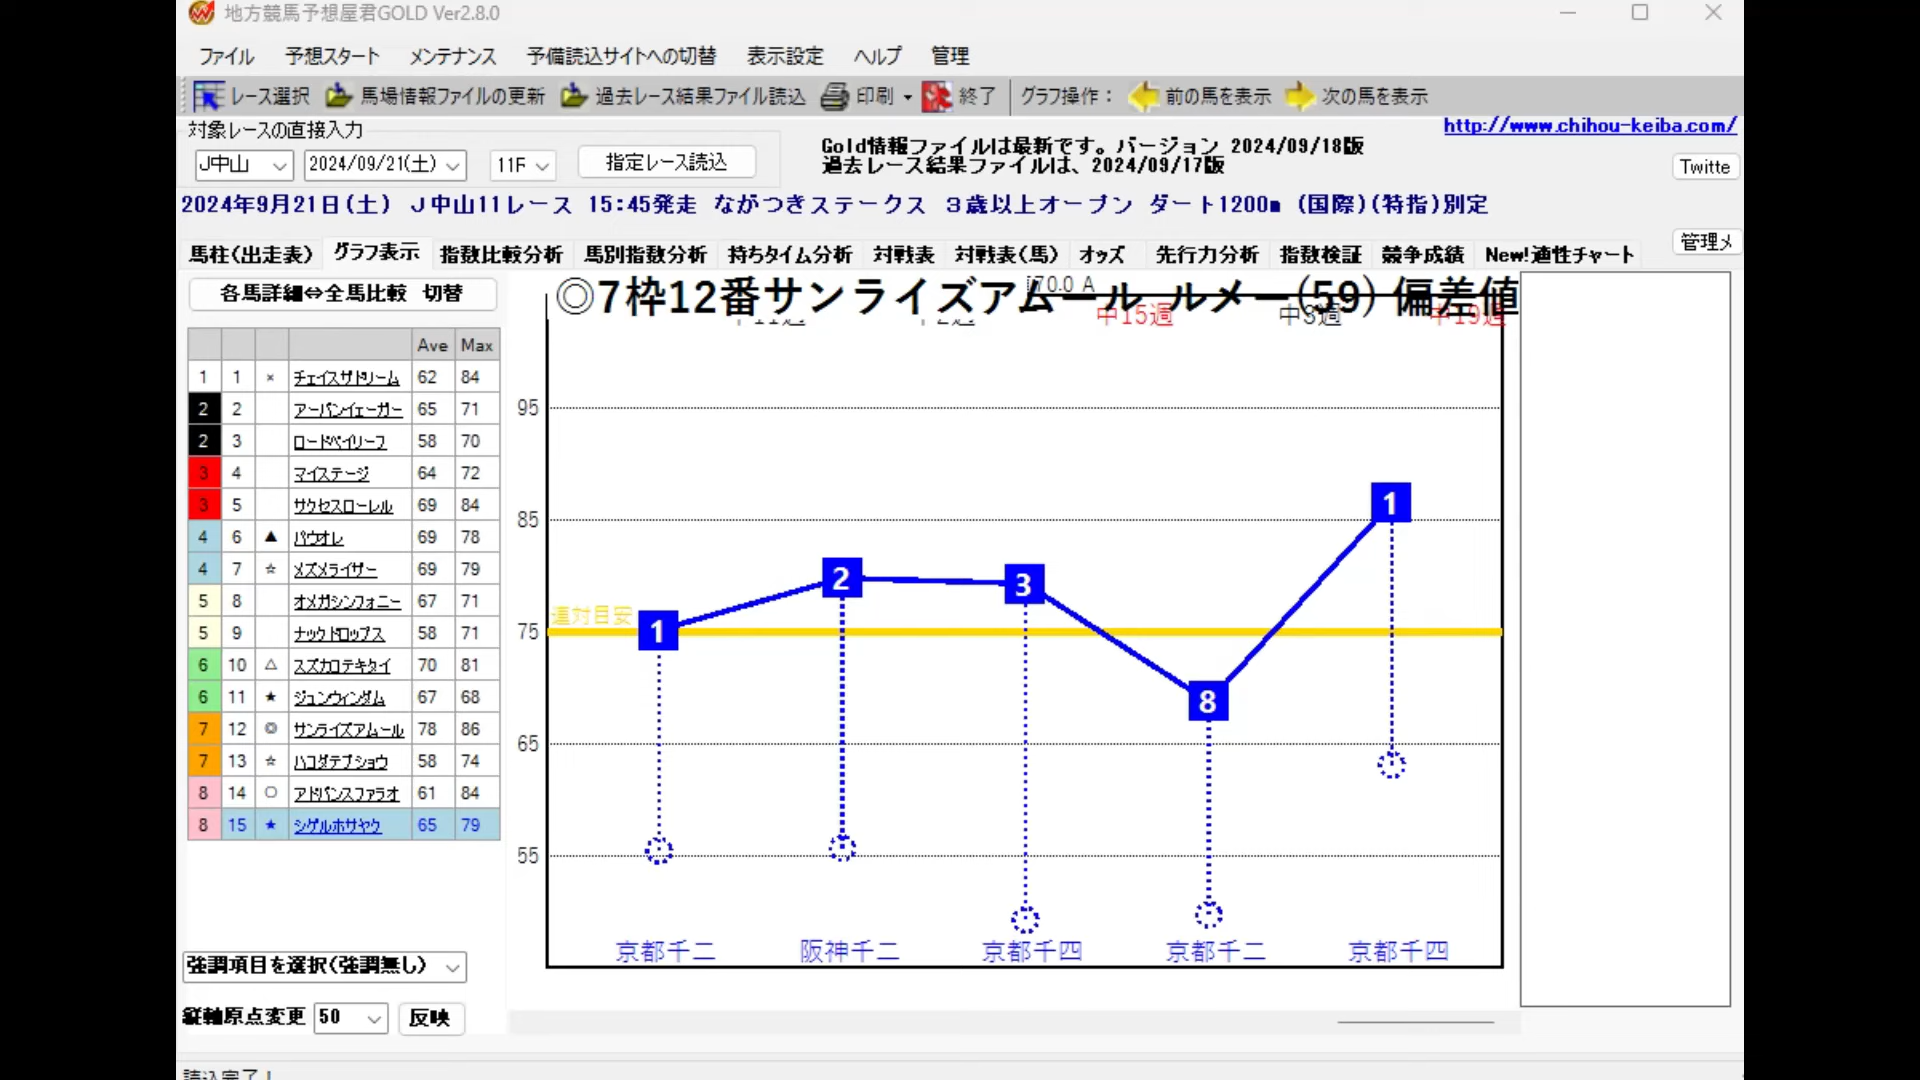 地方競馬予想屋君GOLD Ver2.8.0
ファイル 予想スタート メンテナンス 予備読込サイトへの切替 表示設定 ヘルプ 管理
レース選択 馬場情報ファイルの更新 過去レース結果ファイル読込 印刷 終了 グラフ操作： 前の馬を表示 次の馬を表示
対象レースの直接入力
http://www.chihou-keiba.com/
J中山 2024/09/21(土) 11F 指定レース読込
Gold情報ファイルは最新です。バージョン 2024/09/18版
過去レース結果ファイルは、2024/09/17版
Twitte
2024年9月21日(土) J中山11レース 15:45発走 ながつきステークス 3歳以上オープン ダート1200m (国際)(特指)別定
管理メ
馬柱(出走表) グラフ表示 指数比較分析 馬別指数分析 持ちタイム分析 対戦表 対戦表(馬) オッズ 先行力分析 指数検証 競争成績 New!適性チャート
各馬詳細⇔全馬比較 切替
◎7枠12番サンライズアムール ルメー(59) 偏差値
70.0 A
中15週 中3週 中19週
Ave Max
1 1 × チェイスザドリーム 62 84
2 2 アーバンイェーガー 65 71
2 3 ロードベイリーフ 58 70
3 4 マイステージ 64 72
3 5 サクセスローレル 69 84
4 6 ▲ パウオレ 69 78
4 7 ☆ メズメライザー 69 79
5 8 オメガシンフォニー 67 71
5 9 ナックドロップス 58 71
6 10 △ スズカコテキタイ 70 81
6 11 ★ ジュンウィンダム 67 68
7 12 ◎ サンライズアムール 78 86
7 13 ☆ ハコダテブショウ 58 74
8 14 ○ アドバンスファラオ 61 84
8 15 ★ シゲルホサヤク 65 79
95
85
75
65
55
連対目安
1 2 3 8 1
京都千二 阪神千二 京都千四 京都千二 京都千四
強調項目を選択(強調無し)
縦軸原点変更 50 反映
読込完了！